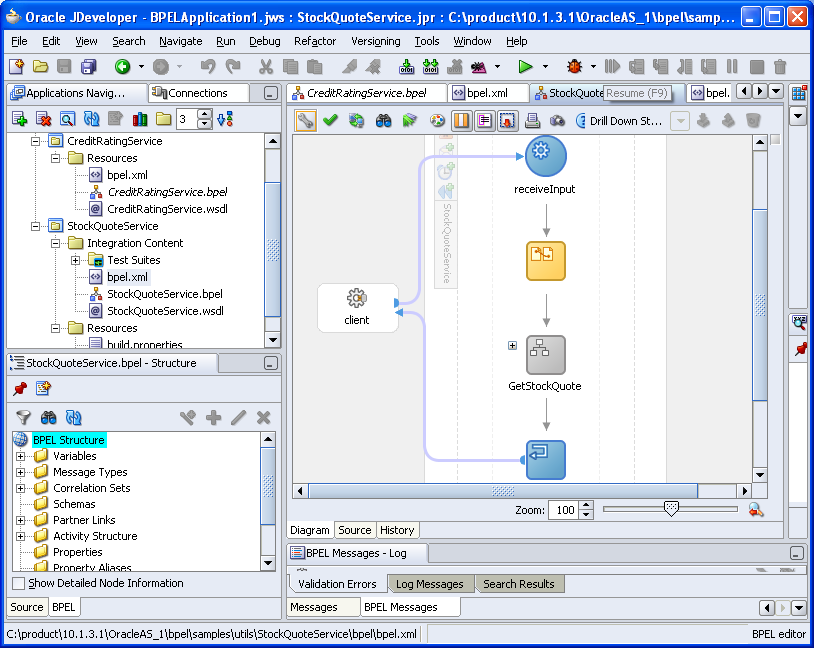 Oracle JDeveloper - BPELApplication1.jws : StockQuoteService.jpr : C:\product\10.1.3.1\OracleAS_1\bpel\samp...
File Edit View Search Navigate Run Debug Refactor Versioning Tools Window Help
Applications Navig... Connections
CreditRatingService.bpel bpel.xml StockQuote Resume (F9) bpel.
3
Drill Down St...
CreditRatingService
Resources
bpel.xml
CreditRatingService.bpel
CreditRatingService.wsdl
StockQuoteService
Integration Content
Test Suites
bpel.xml
StockQuoteService.bpel
StockQuoteService.wsdl
Resources
build.properties
StockQuoteService.bpel - Structure
BPEL Structure
Variables
Message Types
Correlation Sets
Schemas
Partner Links
Activity Structure
Properties
Property Aliases
Show Detailed Node Information
Source BPEL
StockQuoteService
receiveInput
client
GetStockQuote
Zoom: 100
Diagram Source History
BPEL Messages - Log
Validation Errors Log Messages Search Results
Messages BPEL Messages
C:\product\10.1.3.1\OracleAS_1\bpel\samples\utils\StockQuoteService\bpel\bpel.xml BPEL editor